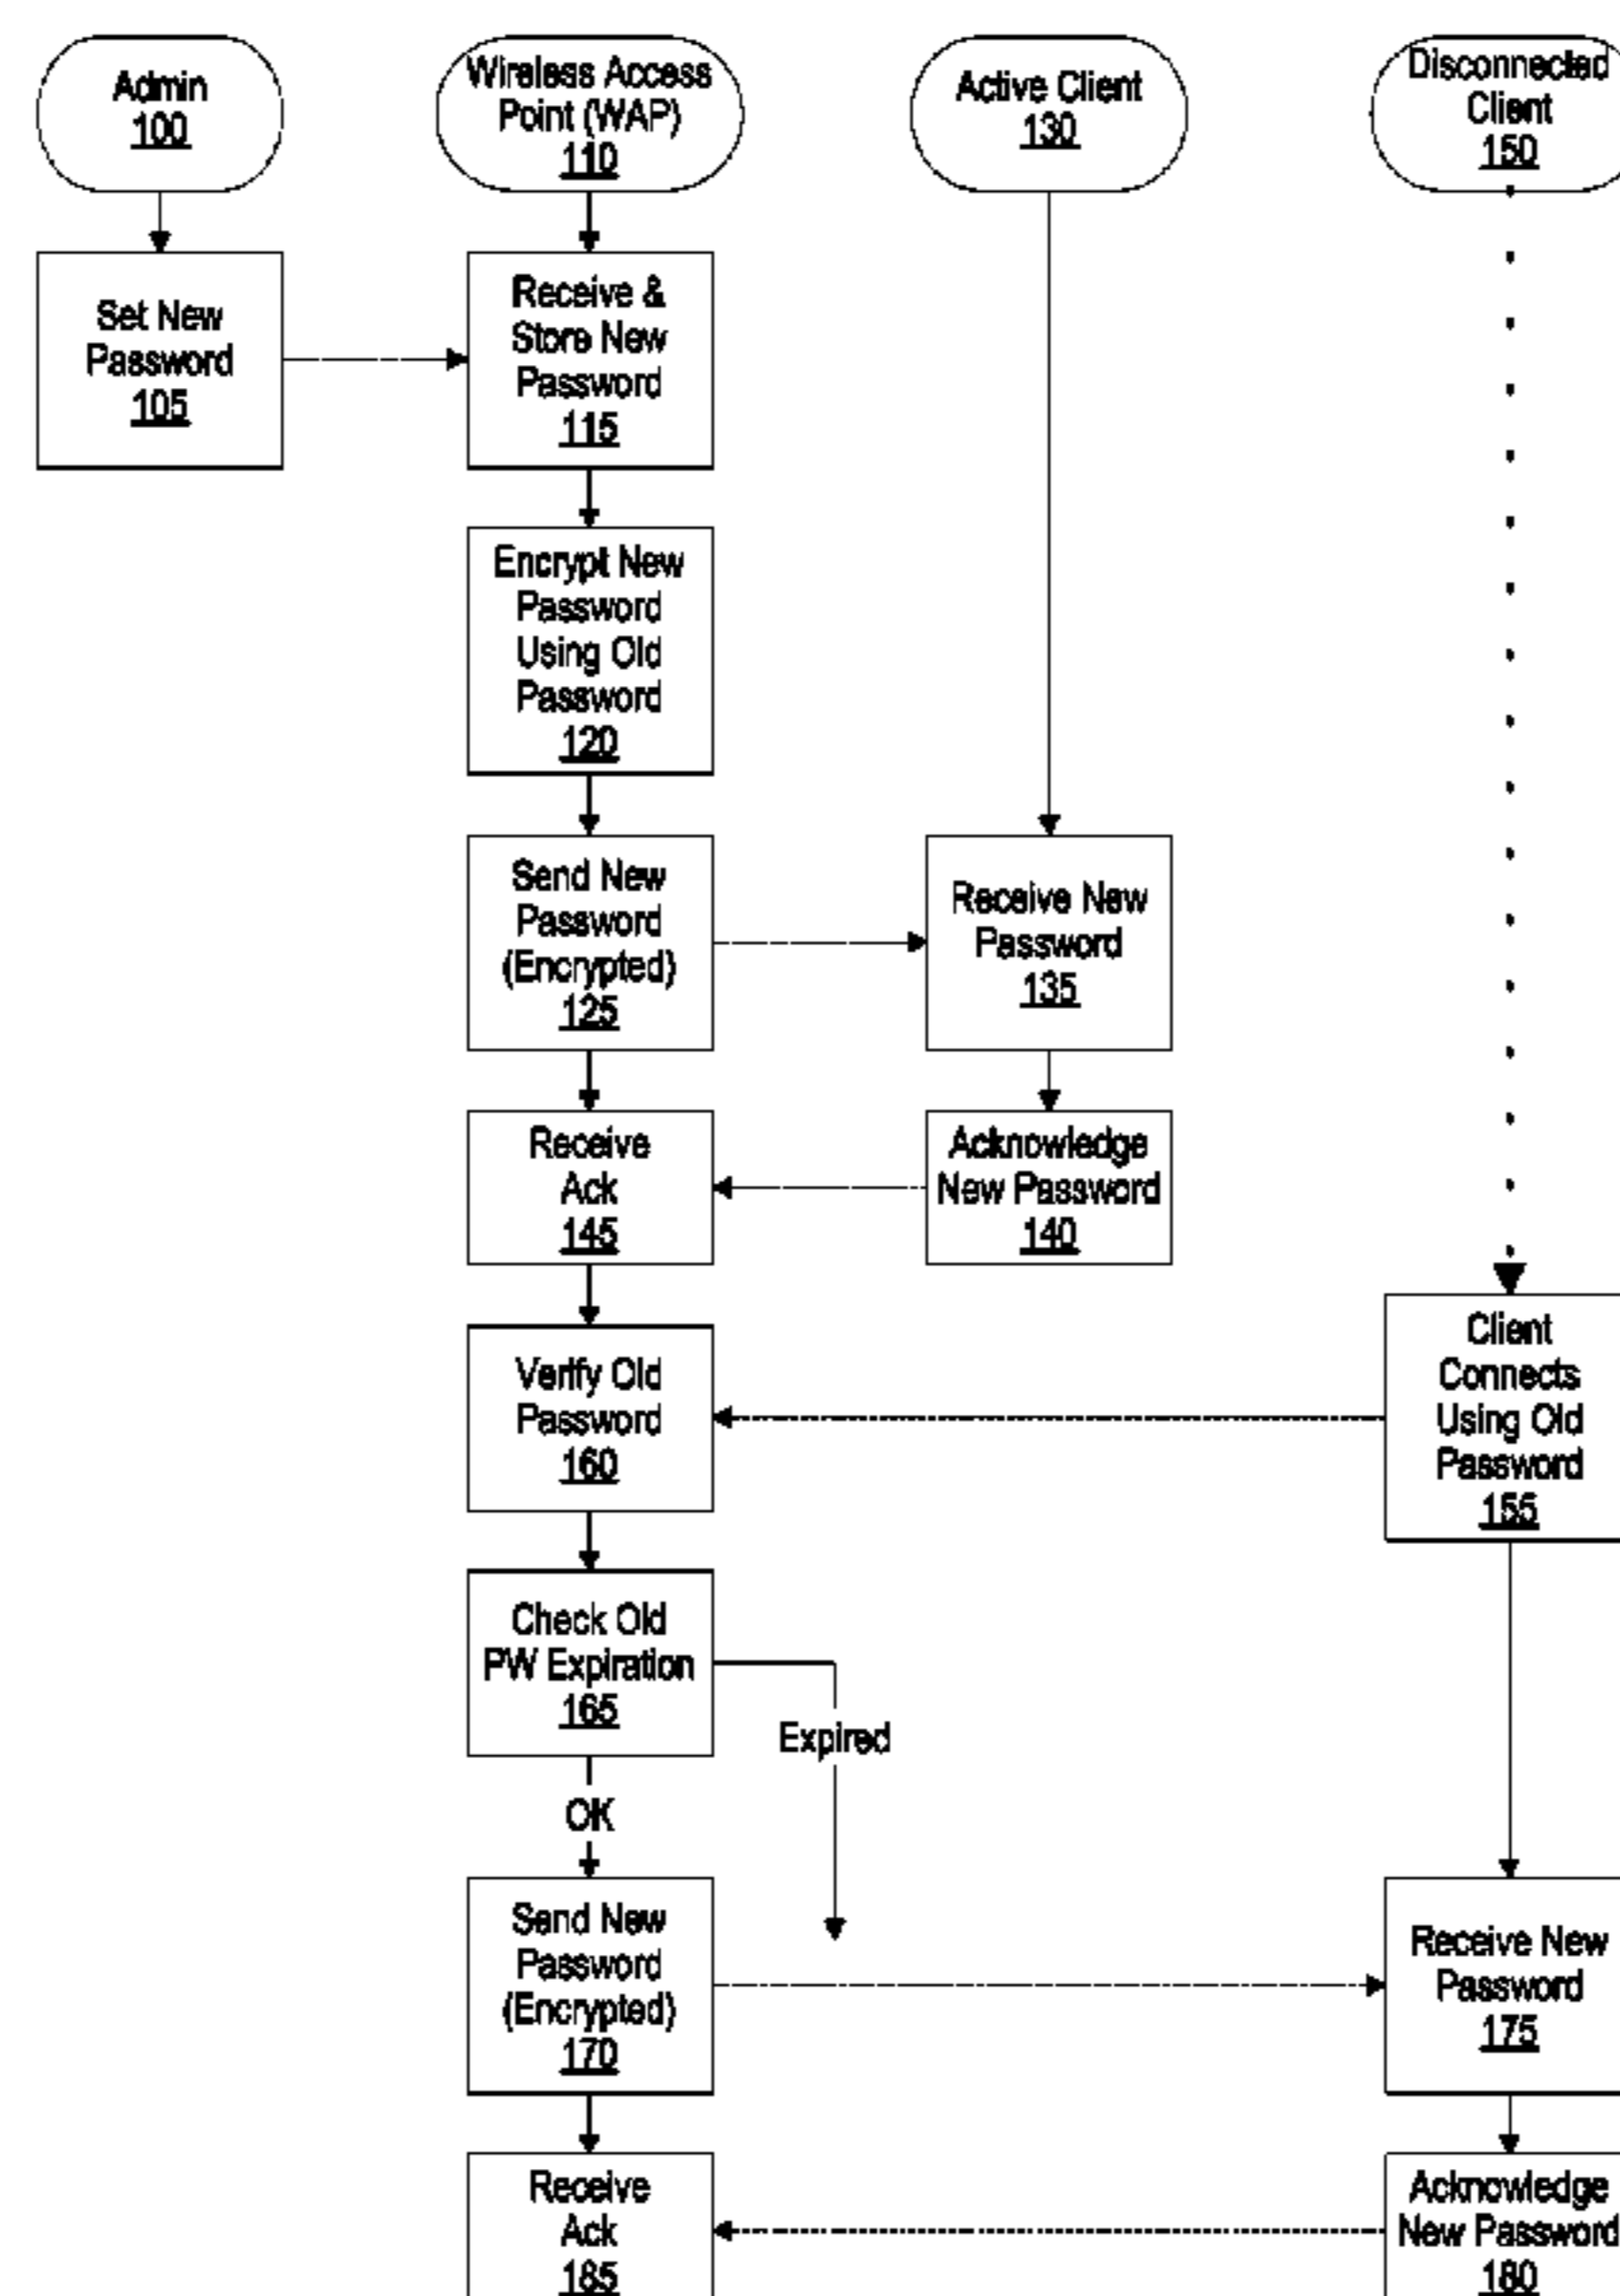 Admin
100
Wireless Access
Point (WAP)
110
Active Client
130
Disconnected
Client
150
Set New
Password
105
Receive &
Store New
Password
115
Encrypt New
Password
Using Old
Password
120
Send New
Password
(Encrypted)
125
Receive New
Password
135
Receive
Ack
145
Acknowledge
New Password
140
Client
Connects
Using Old
Password
155
Verify Old
Password
160
Check Old
PW Expiration
165
Expired
OK
Send New
Password
(Encrypted)
170
Receive New
Password
175
Receive
Ack
185
Acknowledge
New Password
180